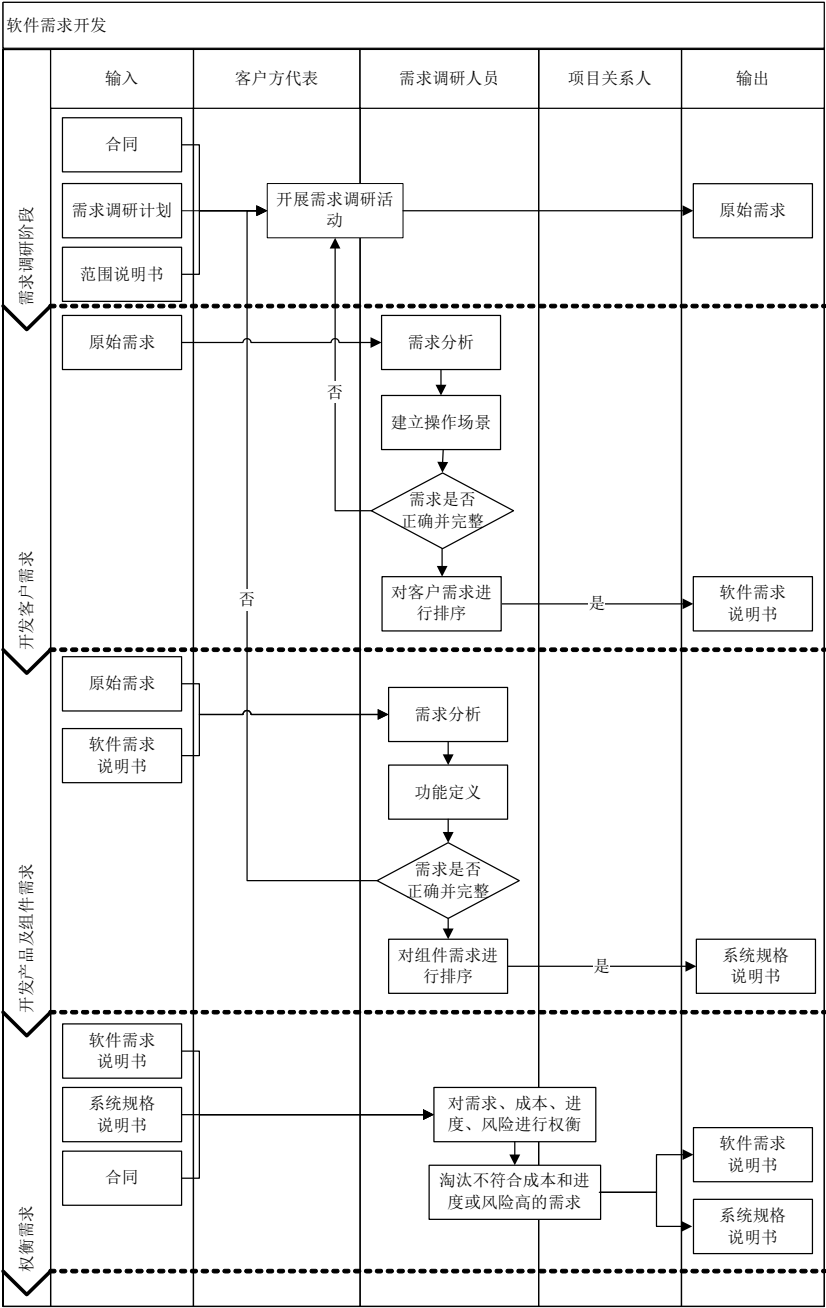 软件需求开发
输入
客户方代表
需求调研人员
项目关系人
输出
需求调研阶段
合同
需求调研计划
范围说明书
开展需求调研活
动
原始需求
开发客户需求
原始需求
需求分析
否
建立操作场景
需求是否
正确并完整
对客户需求进
行排序
是
软件需求
说明书
否
开发产品及组件需求
原始需求
软件需求
说明书
需求分析
功能定义
需求是否
正确并完整
对组件需求进
行排序
是
系统规格
说明书
权衡需求
软件需求
说明书
系统规格
说明书
合同
对需求、成本、进
度、风险进行权衡
淘汰不符合成本和进
度或风险高的需求
软件需求
说明书
系统规格
说明书